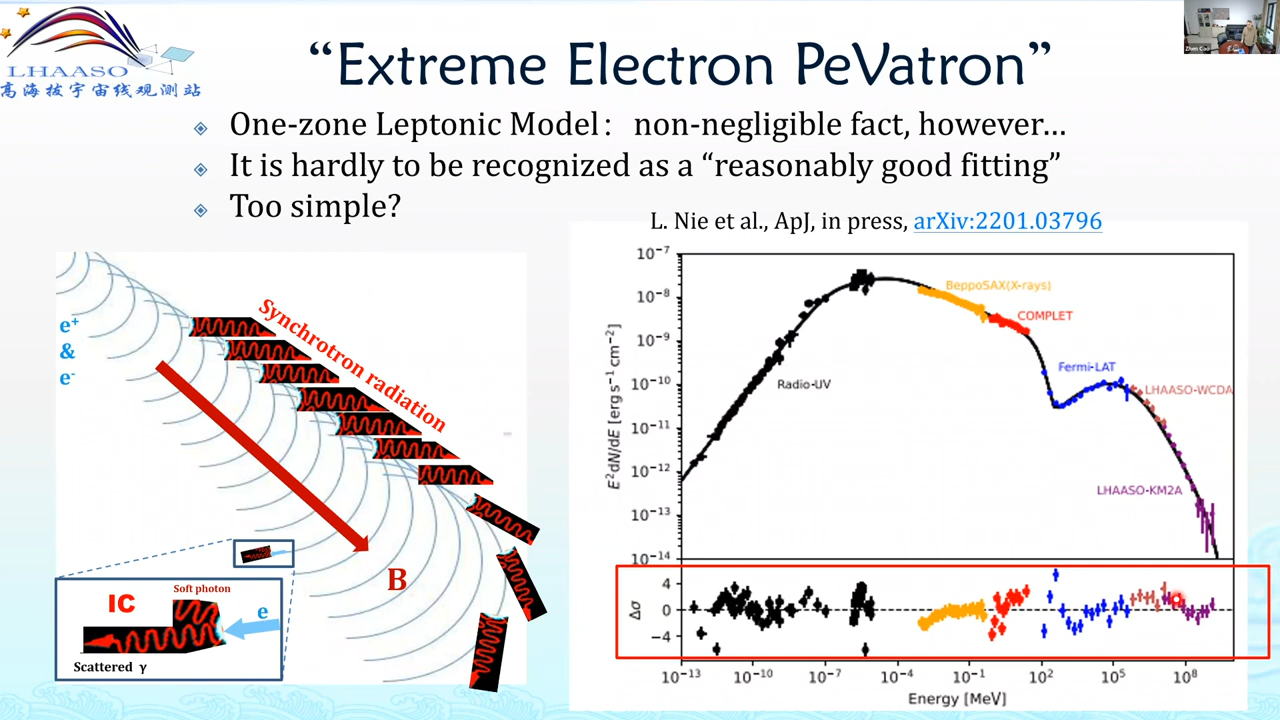 LHAASO
高海拔宇宙线观测站
“Extreme Electron PeVatron”
Zhen Cao
One-zone Leptonic Model: non-negligible fact, however...
It is hardly to be recognized as a “reasonably good fitting”
Too simple?
L. Nie et al., ApJ, in press, arXiv:2201.03796
e⁺
&
e⁻
Synchrotron radiation
B
IC
Soft photon
e
Scattered γ
E²dN/dE [erg s⁻¹ cm⁻²]
10⁻⁷
10⁻⁸
10⁻⁹
10⁻¹⁰
10⁻¹¹
10⁻¹²
10⁻¹³
10⁻¹⁴
BeppoSAX(X-rays)
COMPLET
Fermi-LAT
Radio-UV
LHAASO-WCDA
LHAASO-KM2A
Δσ
4
0
−4
10⁻¹³ 10⁻¹⁰ 10⁻⁷ 10⁻⁴ 10⁻¹ 10² 10⁵ 10⁸
Energy [MeV]